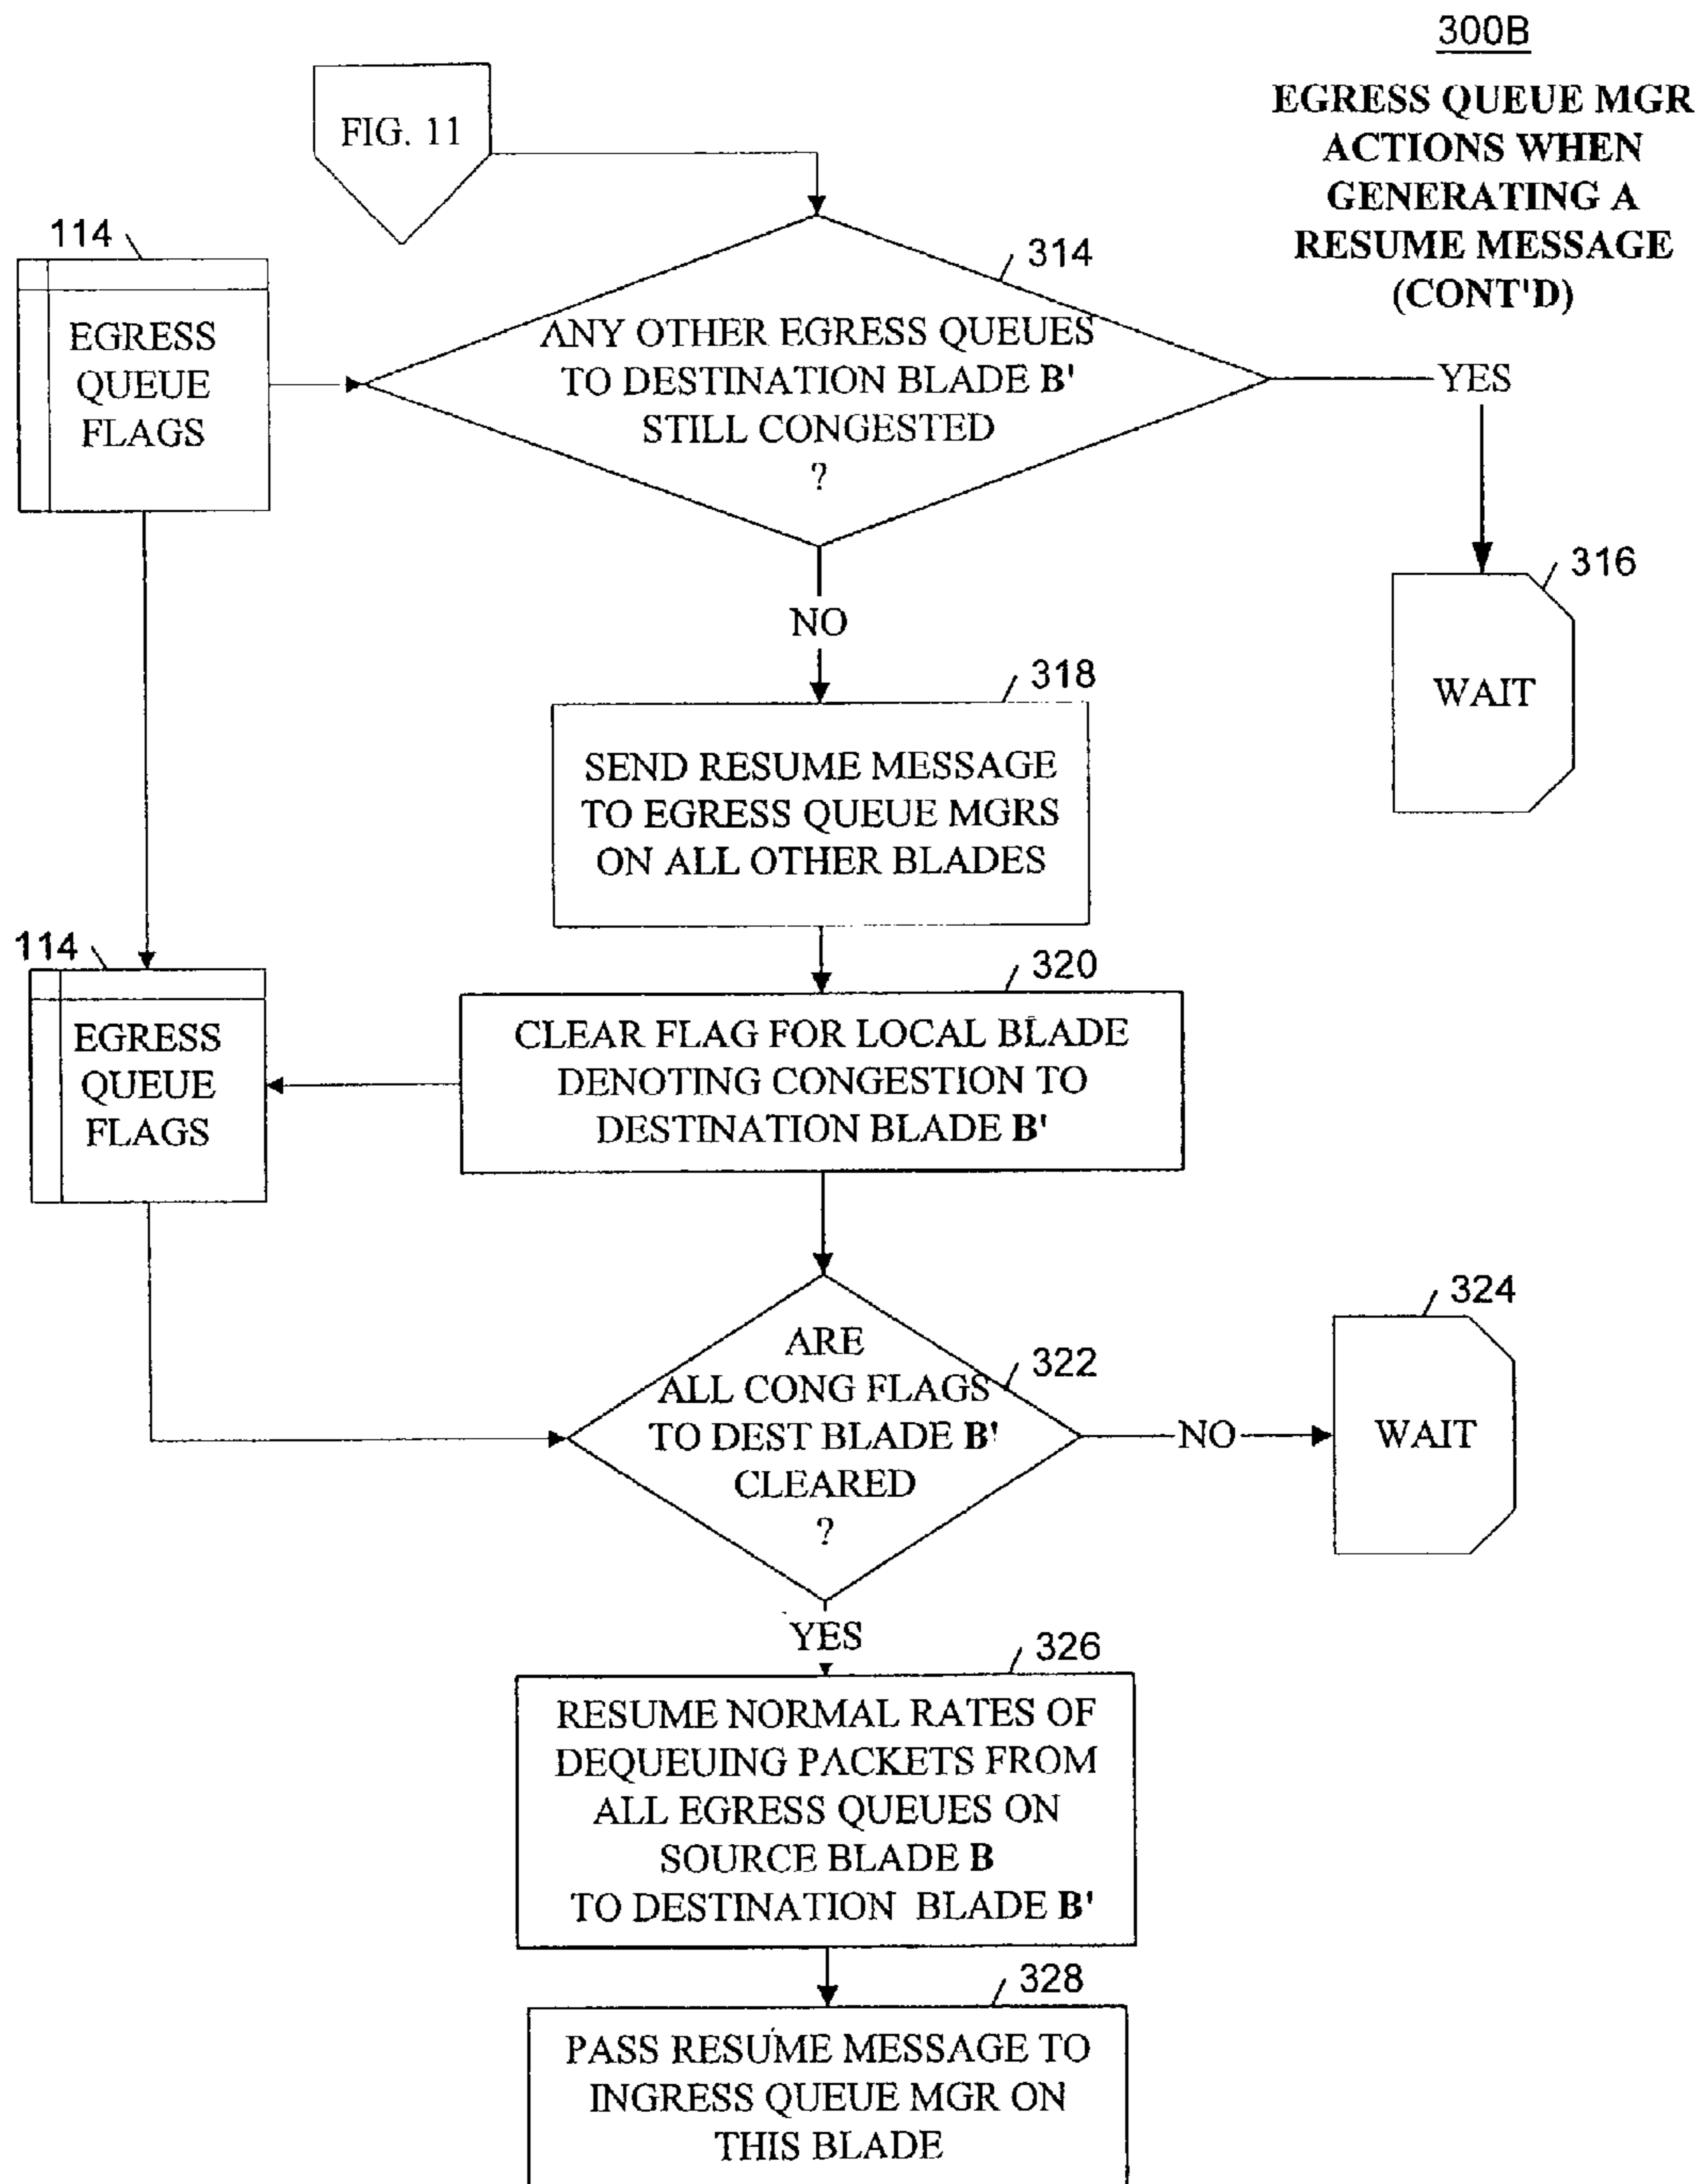 300B
EGRESS QUEUE MGR
ACTIONS WHEN
GENERATING A
RESUME MESSAGE
(CONT'D)
FIG. 11
114
EGRESS
QUEUE
FLAGS
314
ANY OTHER EGRESS QUEUES
TO DESTINATION BLADE B'
STILL CONGESTED
?
YES
316
WAIT
NO
318
SEND RESUME MESSAGE
TO EGRESS QUEUE MGRS
ON ALL OTHER BLADES
114
EGRESS
QUEUE
FLAGS
320
CLEAR FLAG FOR LOCAL BLADE
DENOTING CONGESTION TO
DESTINATION BLADE B'
322
ARE
ALL CONG FLAGS
TO DEST BLADE B'
CLEARED
?
NO
324
WAIT
YES
326
RESUME NORMAL RATES OF
DEQUEUING PACKETS FROM
ALL EGRESS QUEUES ON
SOURCE BLADE B
TO DESTINATION BLADE B'
328
PASS RESUME MESSAGE TO
INGRESS QUEUE MGR ON
THIS BLADE